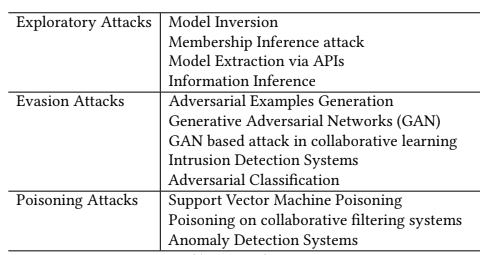 Exploratory Attacks Model Inversion
Membership Inference attack
Model Extraction via APIs
Information Inference
Evasion Attacks Adversarial Examples Generation
Generative Adversarial Networks (GAN)
GAN based attack in collaborative learning
Intrusion Detection Systems
Adversarial Classification
Poisoning Attacks Support Vector Machine Poisoning
Poisoning on collaborative filtering systems
Anomaly Detection Systems